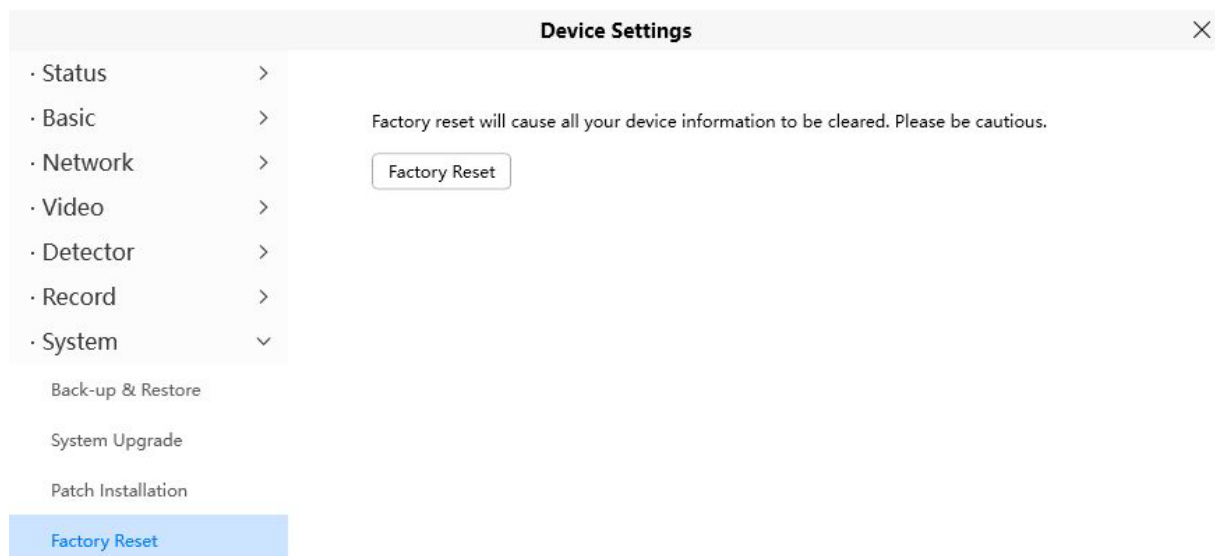 Device Settings
· Status
· Basic
Factory reset will cause all your device information to be cleared. Please be cautious.
· Network
Factory Reset
· Video
· Detector
· Record
· System
Back-up & Restore
System Upgrade
Patch Installation
Factory Reset